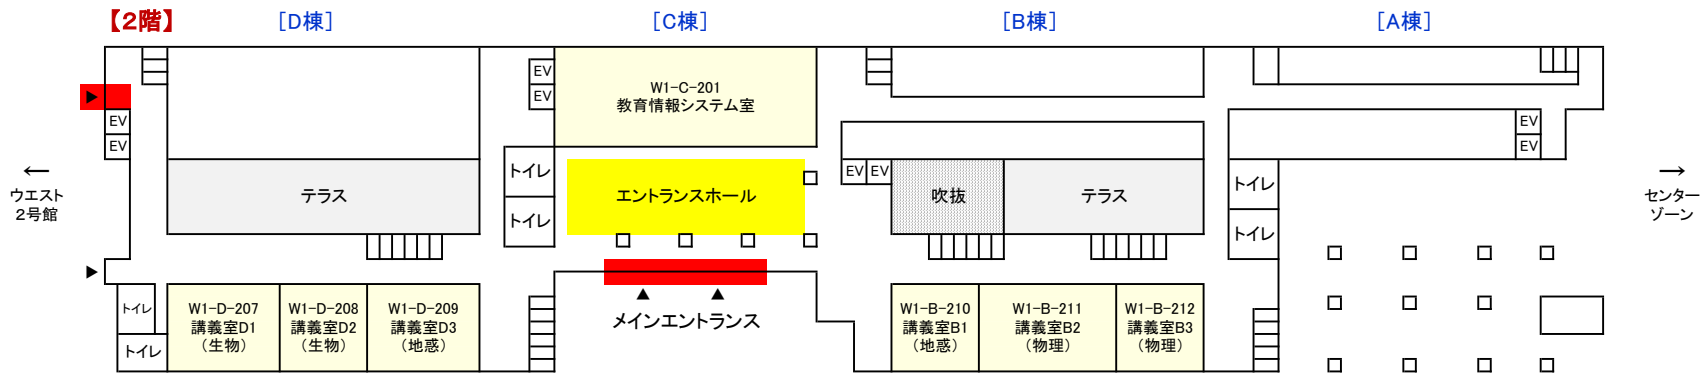 【2階】
［D棟］
［C棟］
［B棟］
［A棟］
EV
EV
EV
EV
W1-C-201
教育情報システム室
EV
EV
←
ウエスト
2号館
テラス
トイレ
トイレ
エントランスホール
EV
EV
吹抜
テラス
トイレ
トイレ
→
センター
ゾーン
トイレ
トイレ
W1-D-207
講義室D1
（生物）
W1-D-208
講義室D2
（生物）
W1-D-209
講義室D3
（地惑）
メインエントランス
W1-B-210
講義室B1
（地惑）
W1-B-211
講義室B2
（物理）
W1-B-212
講義室B3
（物理）